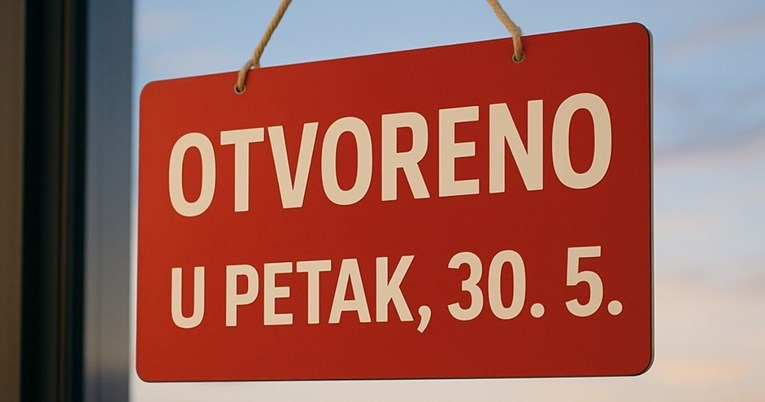 OTVORENO
U PETAK, 30. 5.